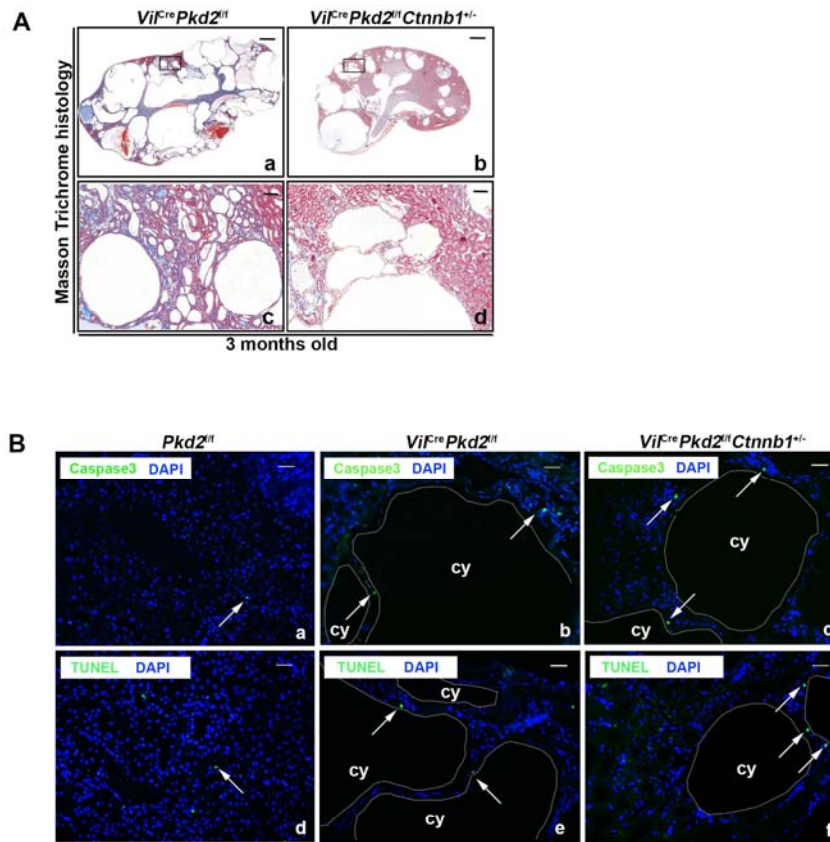 A
Vil^Cre Pkd2^f/f
Vil^Cre Pkd2^f/f Ctnnb1^+/-
Masson Trichrome histology
a
b
c
d
3 months old
B
Pkd2^f/f
Vil^Cre Pkd2^f/f
Vil^Cre Pkd2^f/f Ctnnb1^+/-
Caspase3 DAPI
Caspase3 DAPI
Caspase3 DAPI
cy
cy
cy
cy
a
b
c
TUNEL DAPI
TUNEL DAPI
TUNEL DAPI
cy
cy
cy
cy
d
e
f